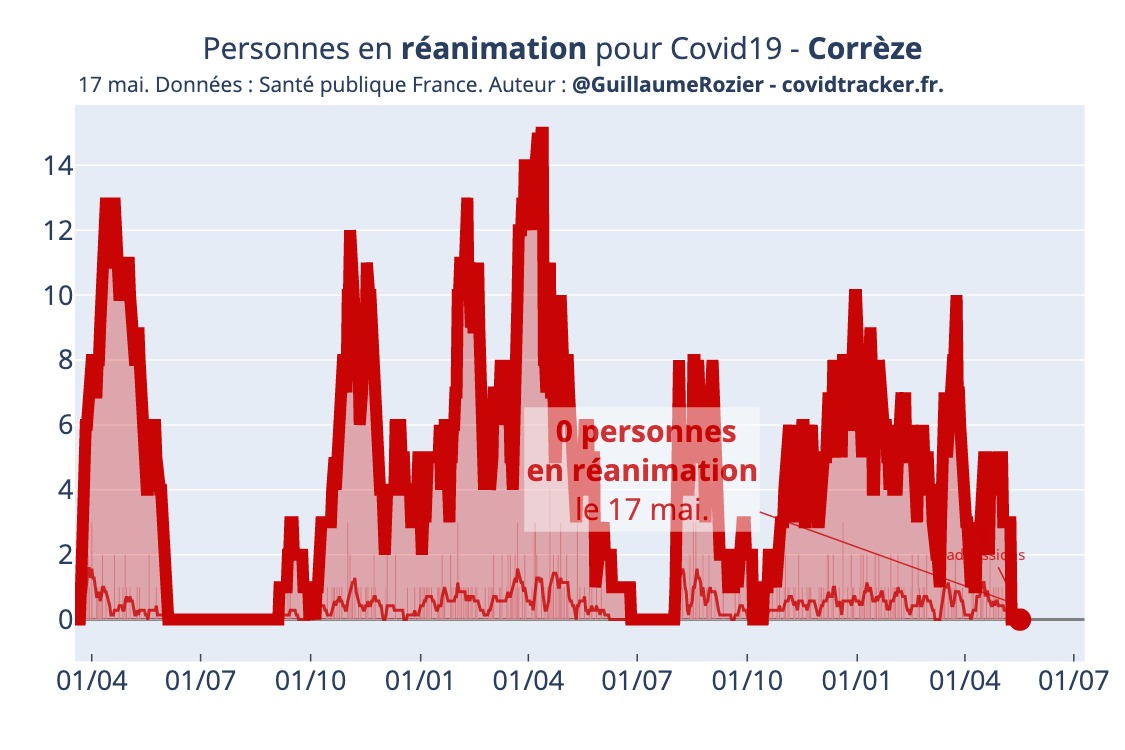 Personnes en réanimation pour Covid19 - Corrèze
17 mai. Données : Santé publique France. Auteur : @GuillaumeRozier - covidtracker.fr.
14
12
10
8
6
4
2
0
0 personnes
en réanimation
le 17 mai.
admissions
01/04 01/07 01/10 01/01 01/04 01/07 01/10 01/01 01/04 01/07